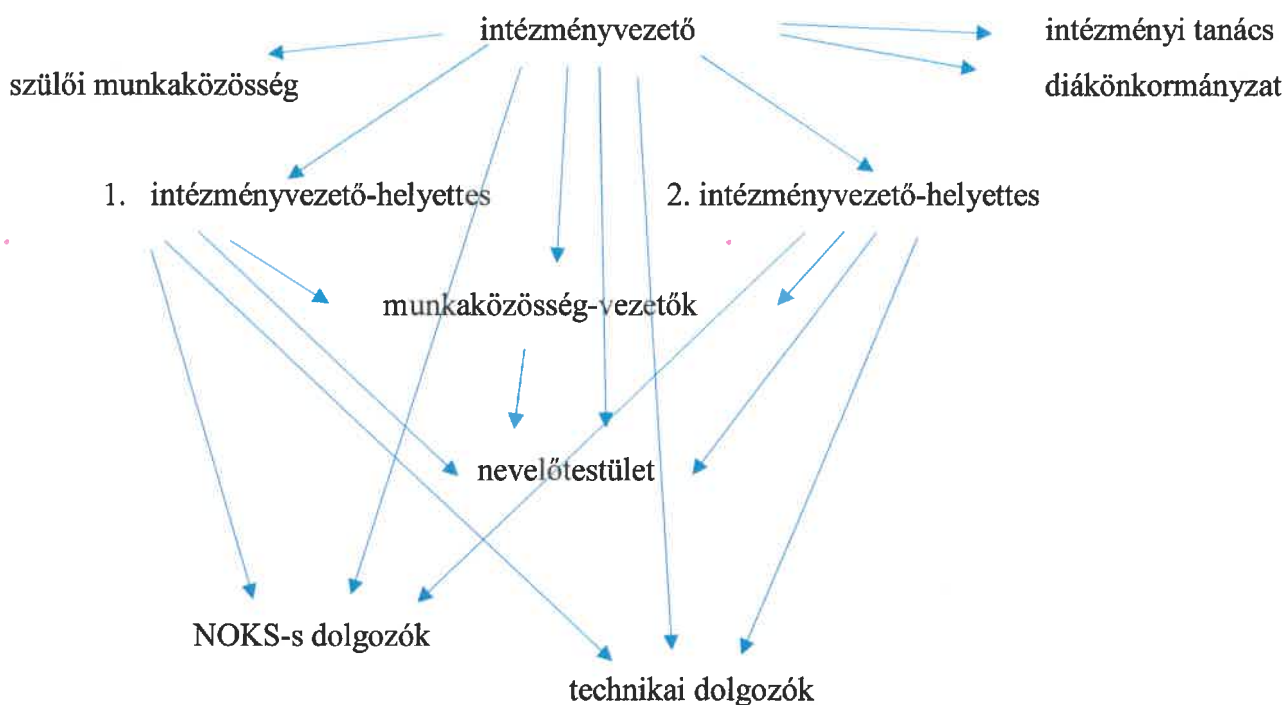 intézményvezető
intézményi tanács
szülői munkaközösség
diákönkormányzat
1. intézményvezető-helyettes
2. intézményvezető-helyettes
munkaközösség-vezetők
nevelőtestület
NOKS-s dolgozók
technikai dolgozók